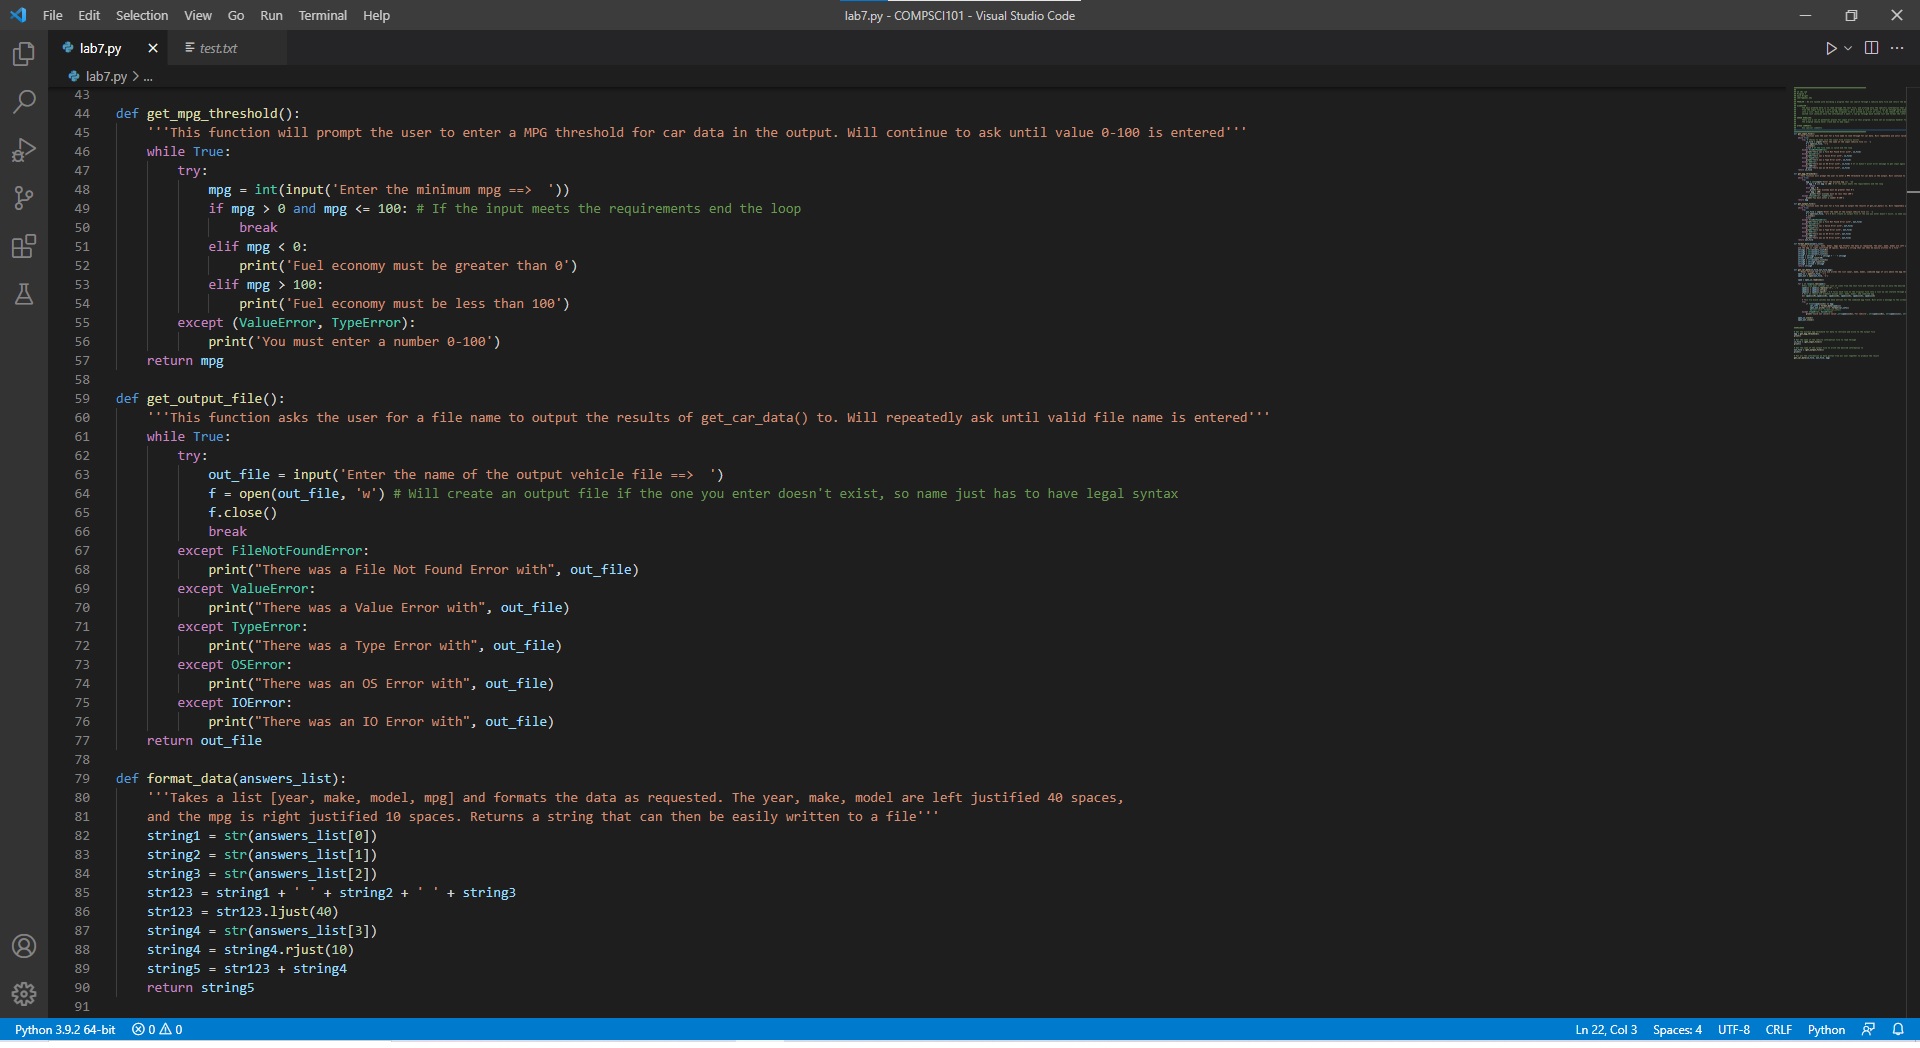 File Edit Selection View Go Run Terminal Help
lab7.py - COMPSCI101 - Visual Studio Code
lab7.py
test.txt
lab7.py > ...
43
44 def get_mpg_threshold():
45     '''This function will prompt the user to enter a MPG threshold for car data in the output. Will continue to ask until value 0-100 is entered'''
46     while True:
47         try:
48             mpg = int(input('Enter the minimum mpg ==>  '))
49             if mpg > 0 and mpg <= 100: # If the input meets the requirements end the loop
50                 break
51             elif mpg < 0:
52                 print('Fuel economy must be greater than 0')
53             elif mpg > 100:
54                 print('Fuel economy must be less than 100')
55         except (ValueError, TypeError):
56             print('You must enter a number 0-100')
57     return mpg
58
59 def get_output_file():
60     '''This function asks the user for a file name to output the results of get_car_data() to. Will repeatedly ask until valid file name is entered'''
61     while True:
62         try:
63             out_file = input('Enter the name of the output vehicle file ==>  ')
64             f = open(out_file, 'w') # Will create an output file if the one you enter doesn't exist, so name just has to have legal syntax
65             f.close()
66             break
67         except FileNotFoundError:
68             print("There was a File Not Found Error with", out_file)
69         except ValueError:
70             print("There was a Value Error with", out_file)
71         except TypeError:
72             print("There was a Type Error with", out_file)
73         except OSError:
74             print("There was an OS Error with", out_file)
75         except IOError:
76             print("There was an IO Error with", out_file)
77     return out_file
78
79 def format_data(answers_list):
80     '''Takes a list [year, make, model, mpg] and formats the data as requested. The year, make, model are left justified 40 spaces,
81     and the mpg is right justified 10 spaces. Returns a string that can then be easily written to a file'''
82     string1 = str(answers_list[0])
83     string2 = str(answers_list[1])
84     string3 = str(answers_list[2])
85     str123 = string1 + ' ' + string2 + ' ' + string3
86     str123 = str123.ljust(40)
87     string4 = str(answers_list[3])
88     string4 = string4.rjust(10)
89     string5 = str123 + string4
90     return string5
91
Python 3.9.2 64-bit 0 0 Ln 22, Col 3 Spaces: 4 UTF-8 CRLF Python